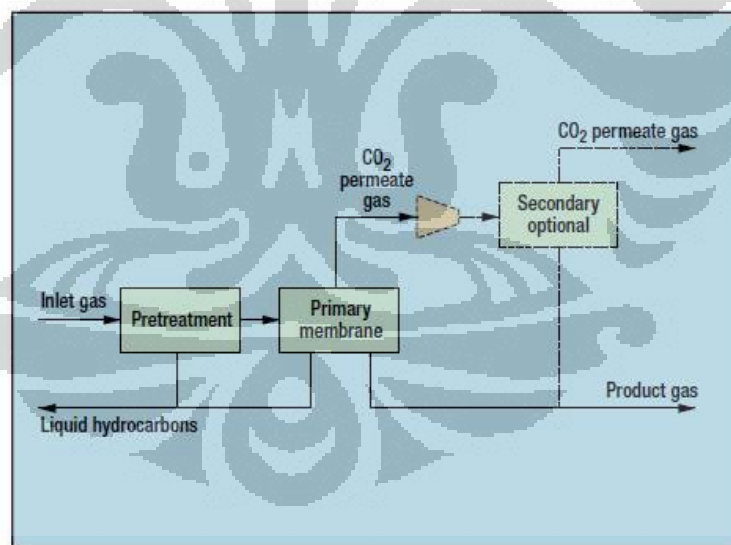 CO2 permeate gas
CO2
permeate
gas
Secondary
optional
Inlet gas
Pretreatment
Primary
membrane
Product gas
Liquid hydrocarbons